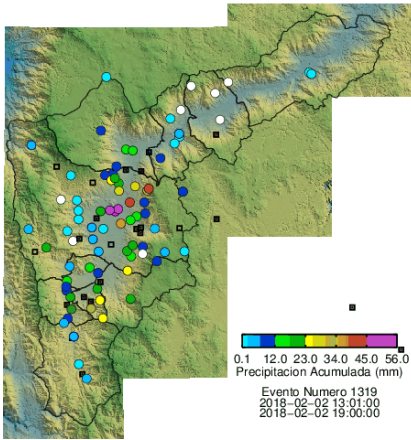 0.1 12.0 23.0 34.0 45.0 56.0
Precipitacion Acumulada (mm)
Evento Numero 1319
2018-02-02 13:01:00
2018-02-02 19:00:00